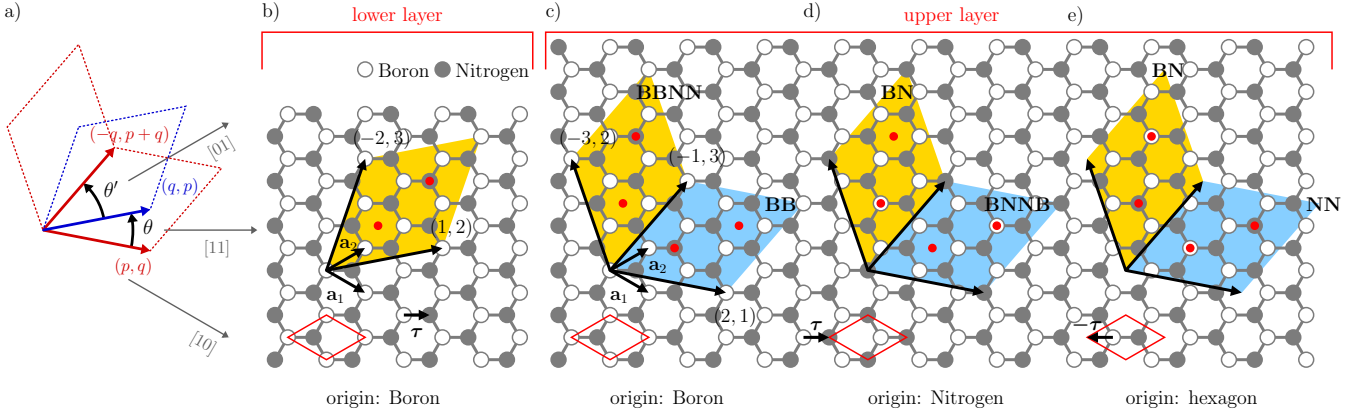 a)
b)
c)
d)
e)
lower layer
upper layer
Boron
Nitrogen
(−q, p + q)
[01]
θ′
(q, p)
θ
[11]
(p, q)
[10]
(−2, 3)
(1, 2)
a₂
a₁
τ
origin: Boron
BBNN
(−3, 2)
(−1, 3)
BB
a₂
a₁
(2, 1)
origin: Boron
BN
BNNB
τ
origin: Nitrogen
BN
NN
−τ
origin: hexagon